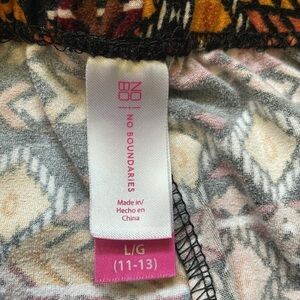 NO
BO
NO BOUNDARIES
Made in/
Hecho en
China
L/G
(11-13)